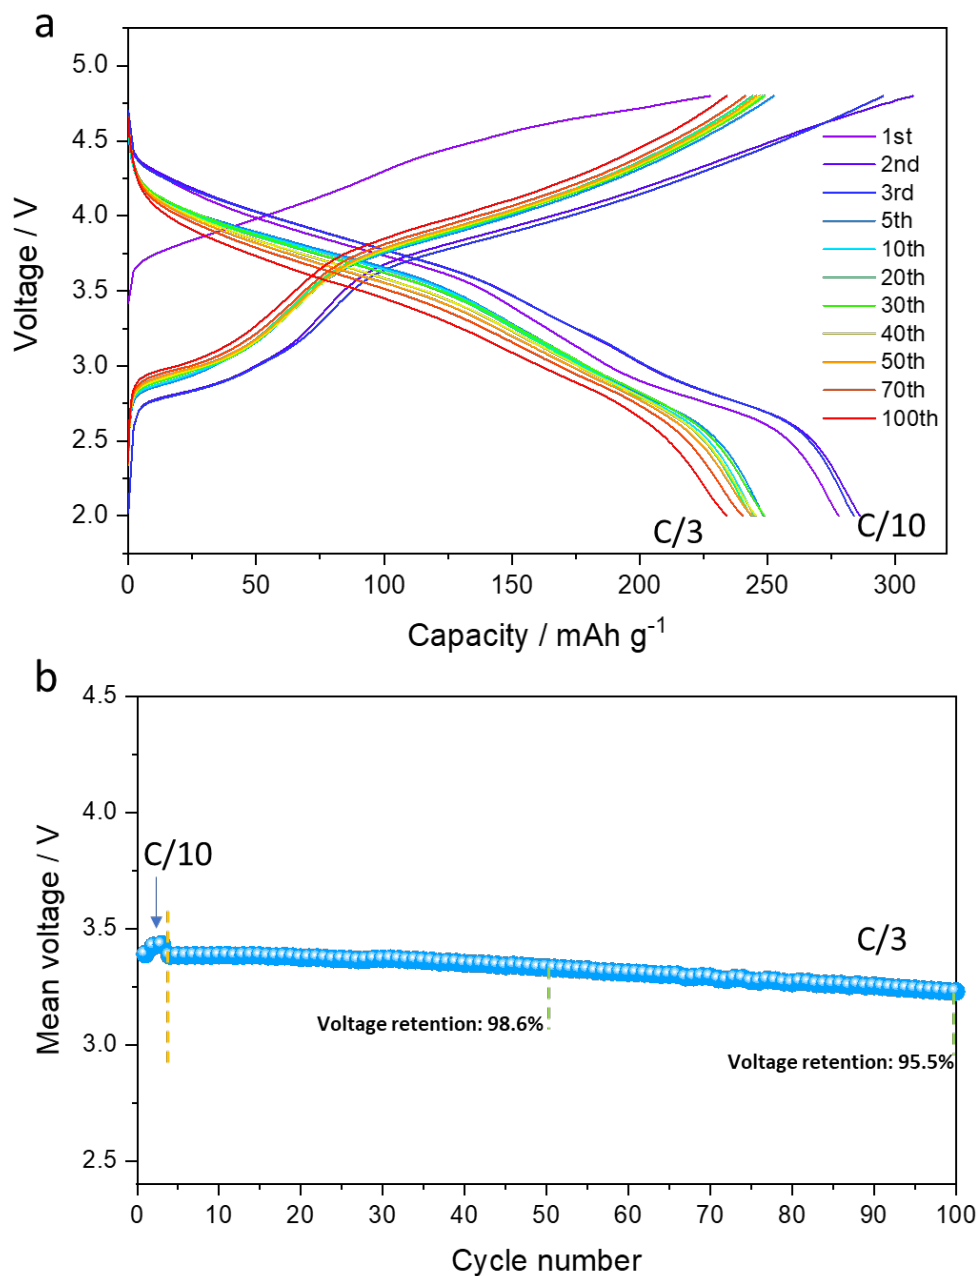 a
5.0
4.5
4.0
3.5
3.0
2.5
2.0
Voltage / V
1st
2nd
3rd
5th
10th
20th
30th
40th
50th
70th
100th
C/3
C/10
0 50 100 150 200 250 300
Capacity / mAh g⁻¹
b
4.5
4.0
3.5
3.0
2.5
Mean voltage / V
C/10
C/3
Voltage retention: 98.6%
Voltage retention: 95.5%
0 10 20 30 40 50 60 70 80 90 100
Cycle number